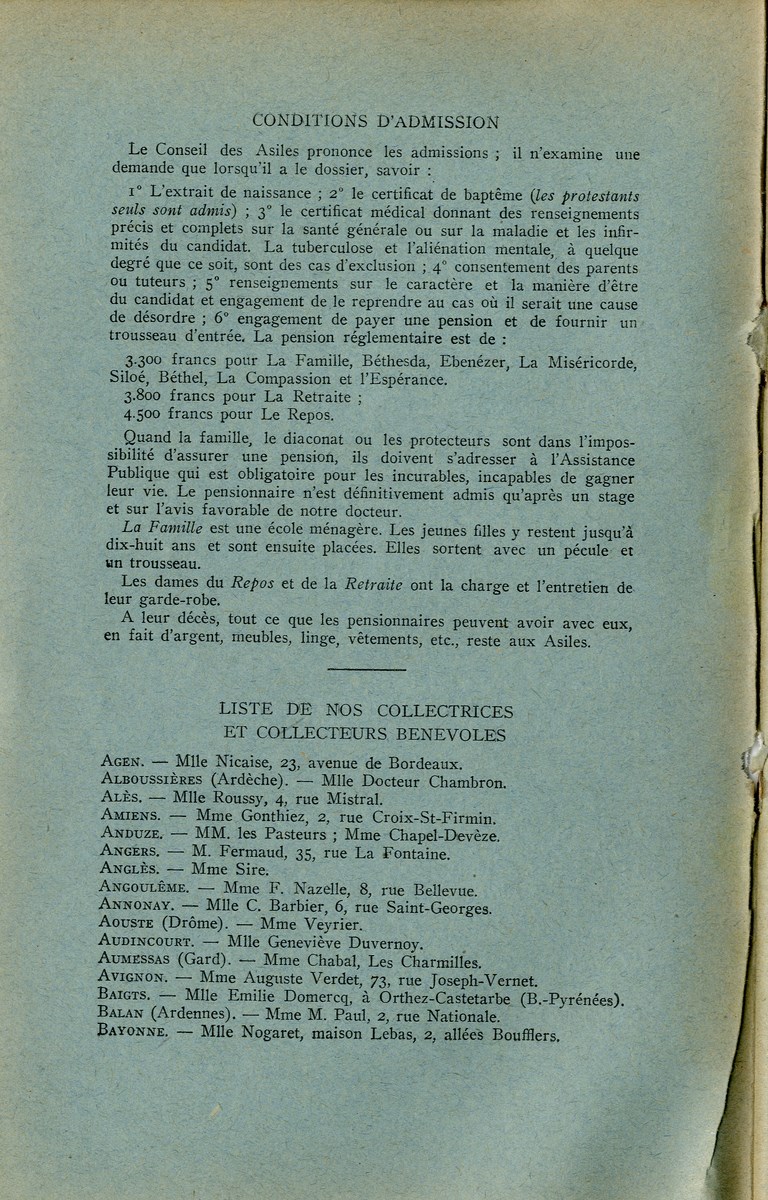 CONDITIONS D'ADMISSION
Le Conseil des Asiles prononce les admissions ; il n'examine une
demande que lorsqu'il a le dossier, savoir :
1° L'extrait de naissance ; 2° le certificat de baptême (les protestants
seuls sont admis) ; 3° le certificat médical donnant des renseignements
précis et complets sur la santé générale ou sur la maladie et les infir-
mités du candidat. La tuberculose et l'aliénation mentale, à quelque
degré que ce soit, sont des cas d'exclusion ; 4° consentement des parents
ou tuteurs ; 5° renseignements sur le caractère et la manière d'être
du candidat et engagement de le reprendre au cas où il serait une cause
de désordre ; 6° engagement de payer une pension et de fournir un
trousseau d'entrée. La pension réglementaire est de :
3.300 francs pour La Famille, Béthesda, Ebenézer, La Miséricorde,
Siloé, Béthel, La Compassion et l'Espérance.
3.800 francs pour La Retraite ;
4.500 francs pour Le Repos.
Quand la famille, le diaconat ou les protecteurs sont dans l'impos-
sibilité d'assurer une pension, ils doivent s'adresser à l'Assistance
Publique qui est obligatoire pour les incurables, incapables de gagner
leur vie. Le pensionnaire n'est définitivement admis qu'après un stage
et sur l'avis favorable de notre docteur.
La Famille est une école ménagère. Les jeunes filles y restent jusqu'à
dix-huit ans et sont ensuite placées. Elles sortent avec un pécule et
un trousseau.
Les dames du Repos et de la Retraite ont la charge et l'entretien de
leur garde-robe.
A leur décès, tout ce que les pensionnaires peuvent avoir avec eux,
en fait d'argent, meubles, linge, vêtements, etc., reste aux Asiles.
LISTE DE NOS COLLECTRICES
ET COLLECTEURS BENEVOLES
AGEN. — Mlle Nicaise, 23, avenue de Bordeaux.
ALBOUSSIÈRES (Ardèche). — Mlle Docteur Chambron.
ALÈS. — Mlle Roussy, 4, rue Mistral.
AMIENS. — Mme Gonthiez, 2, rue Croix-St-Firmin.
ANDUZE. — MM. les Pasteurs ; Mme Chapel-Devèze.
ANGERS. — M. Fermaud, 35, rue La Fontaine.
ANGLÈS. — Mme Sire.
ANGOULÊME. — Mme F. Nazelle, 8, rue Bellevue.
ANNONAY. — Mlle C. Barbier, 6, rue Saint-Georges.
AOUSTE (Drôme). — Mme Veyrier.
AUDINCOURT. — Mlle Geneviève Duvernoy.
AUMESSAS (Gard). — Mme Chabal, Les Charmilles.
AVIGNON. — Mme Auguste Verdet, 73, rue Joseph-Vernet.
BAIGTS. — Mlle Emilie Domercq, à Orthez-Castetarbe (B.-Pyrénées).
BALAN (Ardennes). — Mme M. Paul, 2, rue Nationale.
BAYONNE. — Mlle Nogaret, maison Lebas, 2, allées Boufflers.